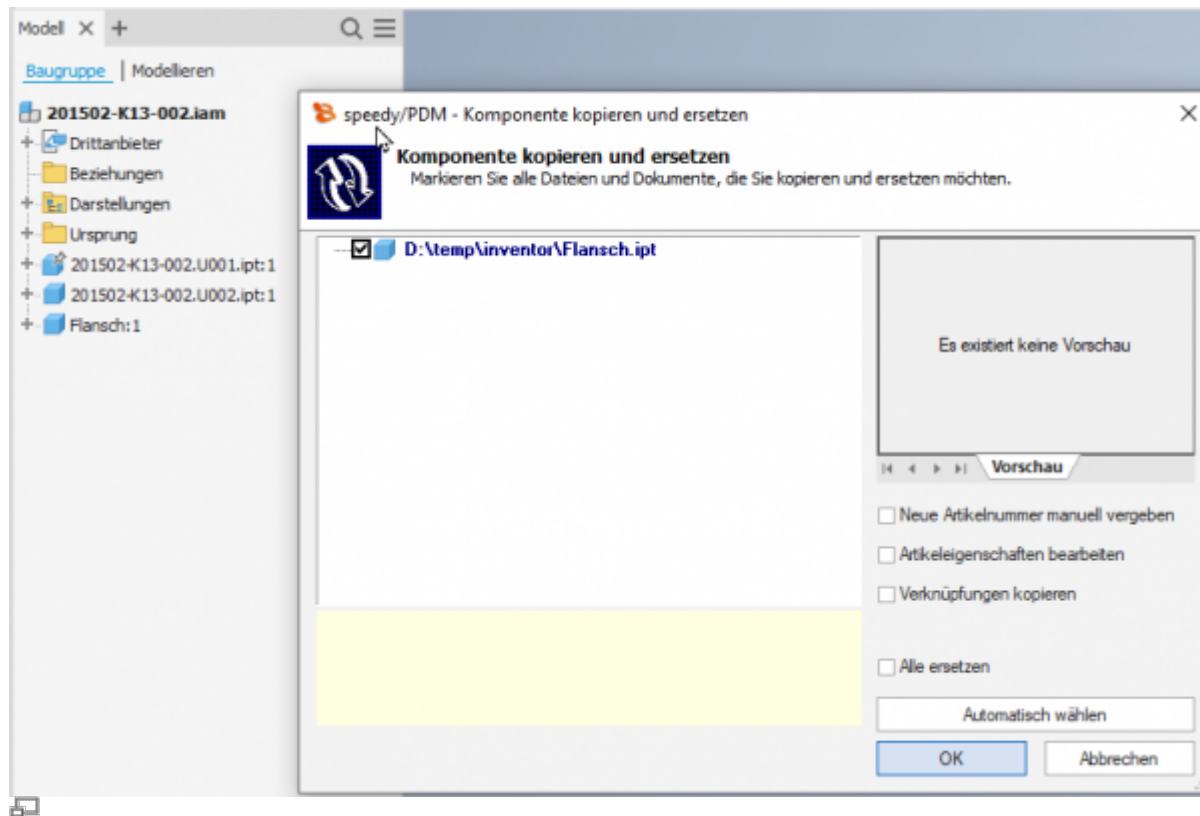 Modell
Baugruppe | Modellieren
201502-K13-002.iam
Drittanbieter
Beziehungen
Darstellungen
Ursprung
201502-K13-002.U001.ipt:1
201502-K13-002.U002.ipt:1
Flansch:1
speedy/PDM - Komponente kopieren und ersetzen
Komponente kopieren und ersetzen
Markieren Sie alle Dateien und Dokumente, die Sie kopieren und ersetzen möchten.
D:\temp\inventor\Flansch.ipt
Es existiert keine Vorschau
Vorschau
Neue Artikelnummer manuell vergeben
Artikeleigenschaften bearbeiten
Verknüpfungen kopieren
Alle ersetzen
Automatisch wählen
OK
Abbrechen